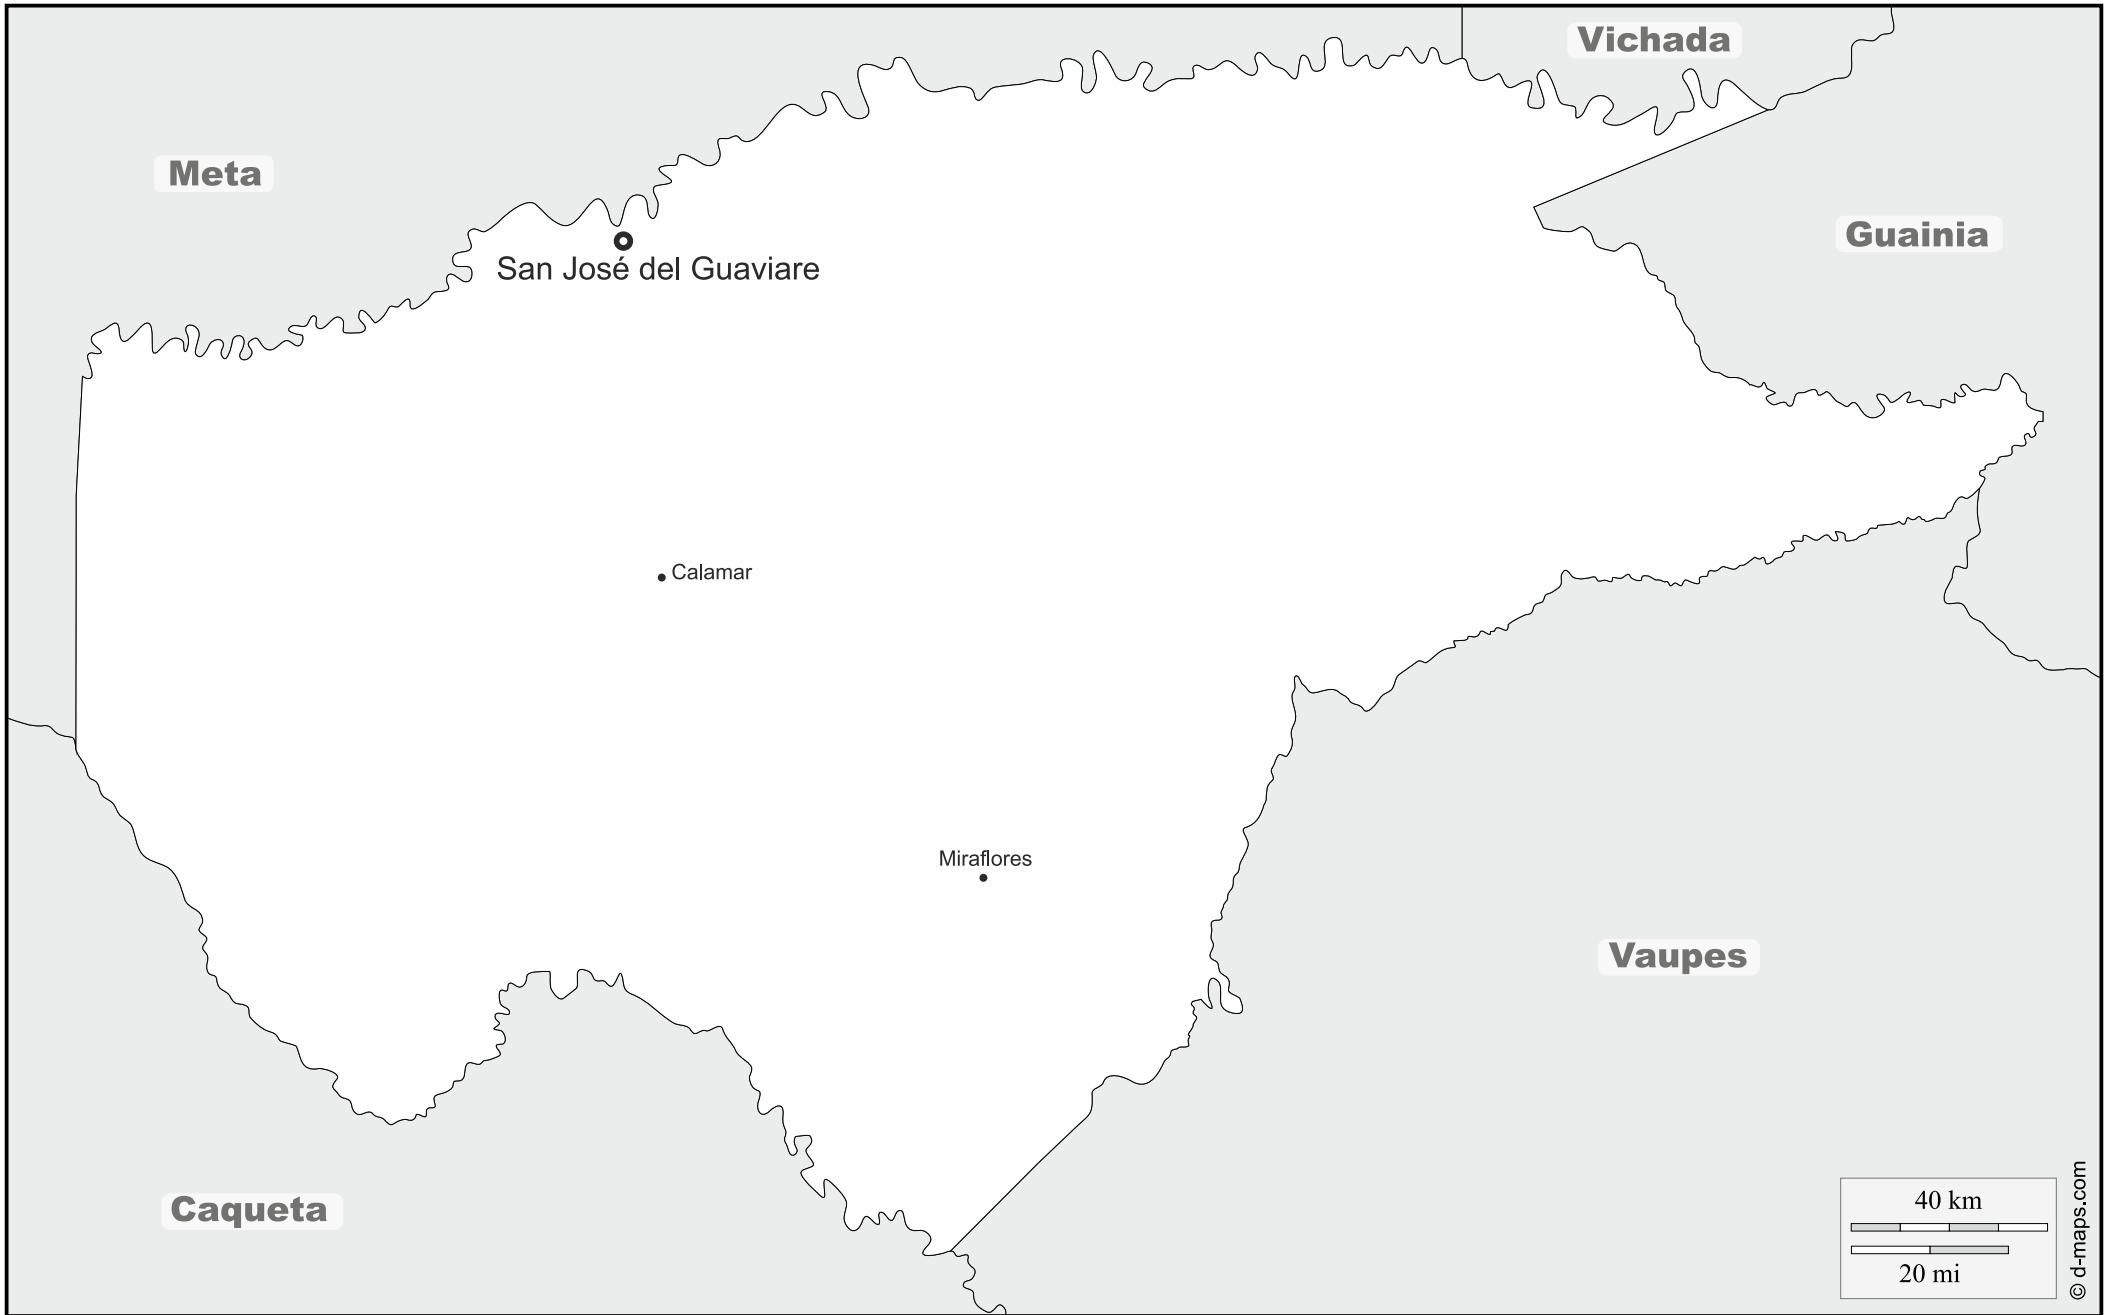 Vichada
Meta
Guainia
San José del Guaviare
Calamar
Miraflores
Vaupes
Caqueta
40 km
20 mi
© d-maps.com